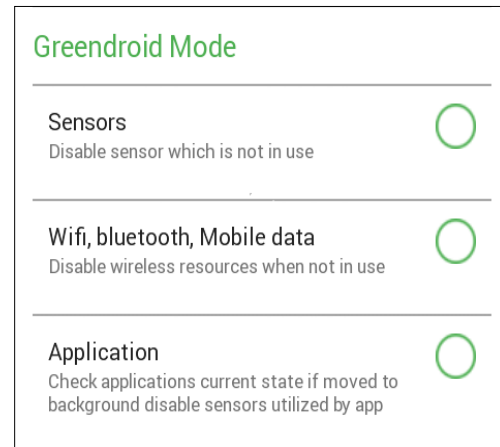 Greendroid Mode
Sensors
Disable sensor which is not in use
Wifi, bluetooth, Mobile data
Disable wireless resources when not in use
Application
Check applications current state if moved to
background disable sensors utilized by app